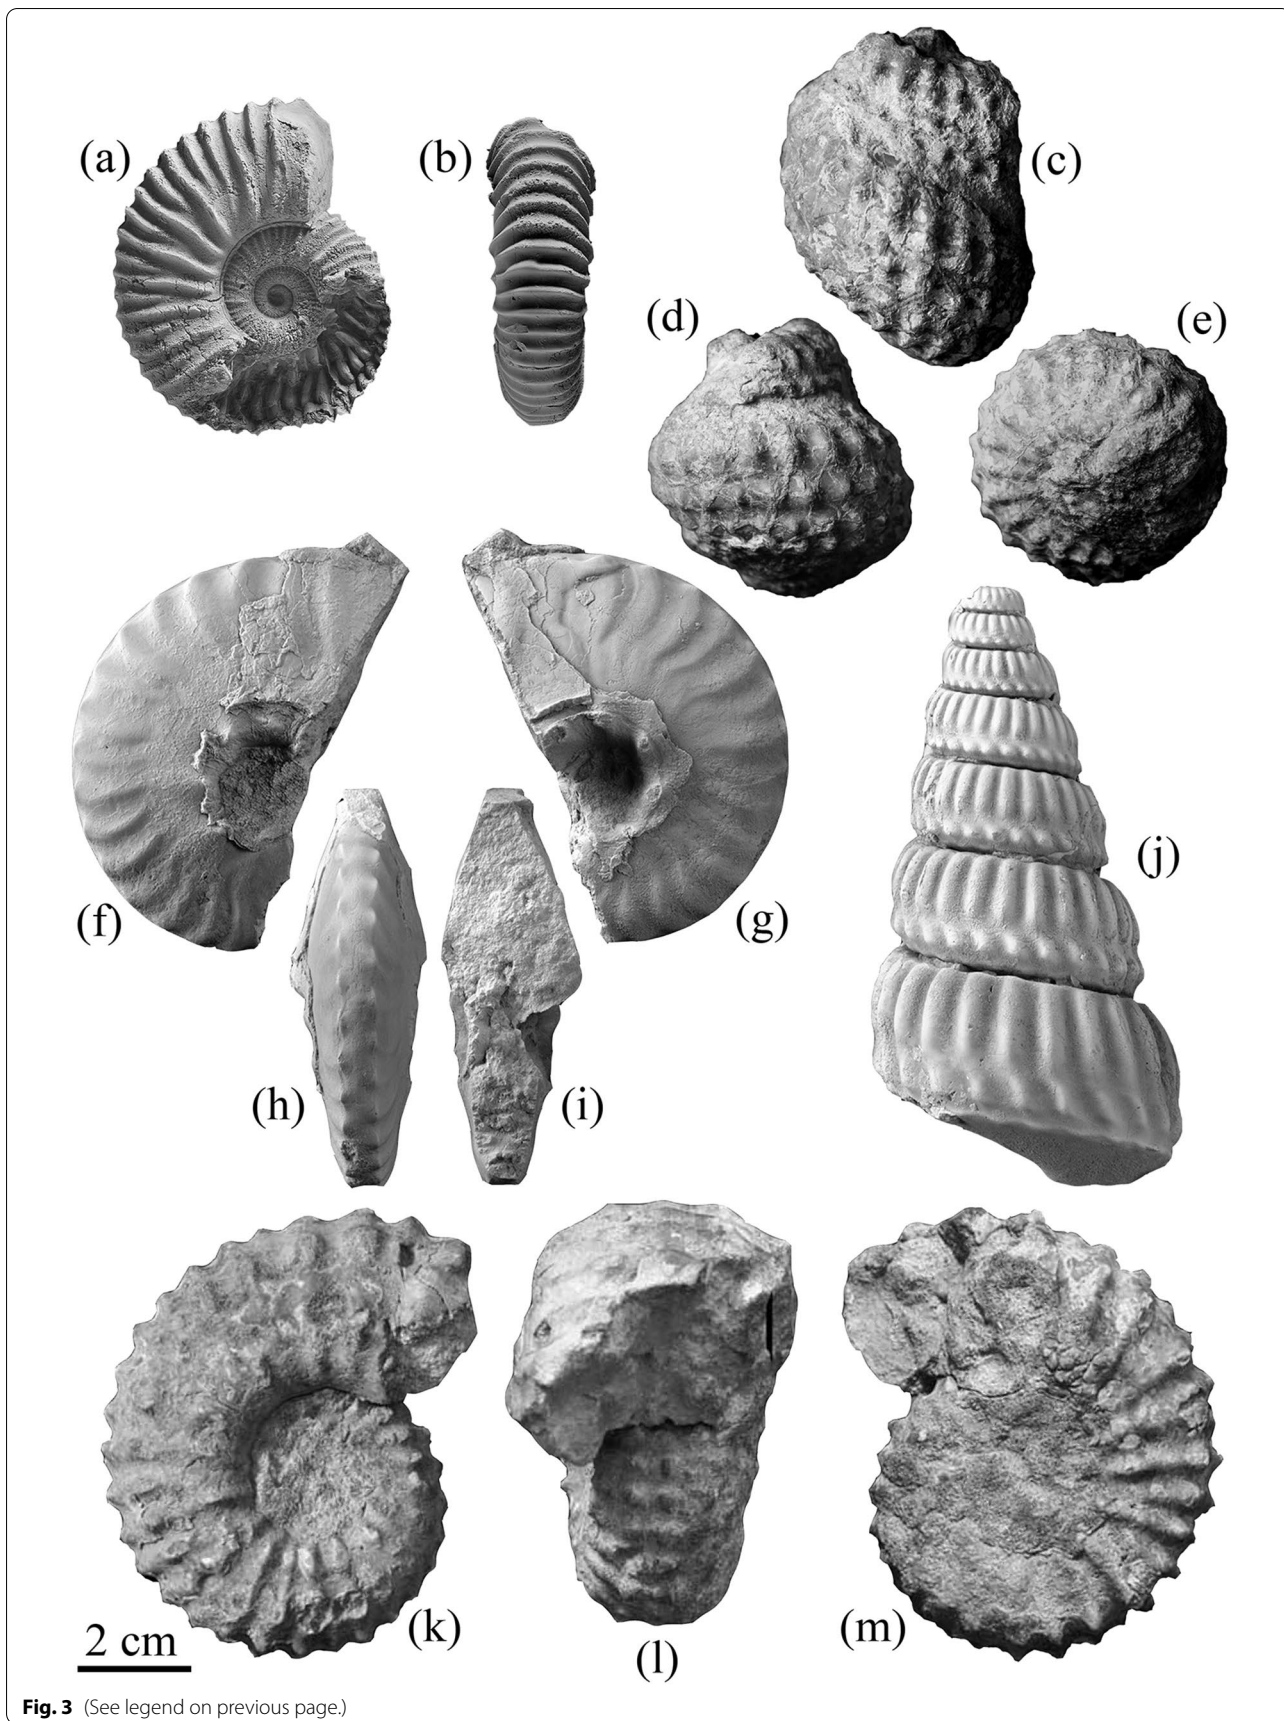 (a)
(b)
(c)
(d)
(e)
(f)
(g)
(h)
(i)
(j)
(k)
(l)
(m)
2 cm
Fig. 3 (See legend on previous page.)